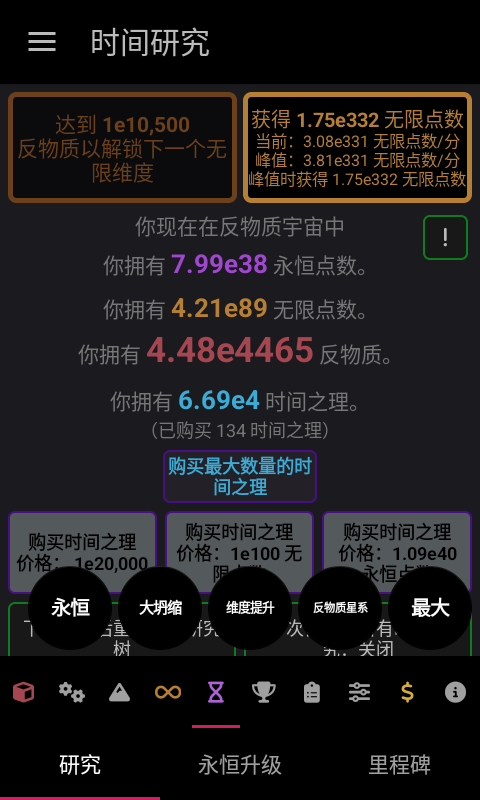 时间研究
达到 1e10,500
反物质以解锁下一个无
限维度
获得 1.75e332 无限点数
当前：3.08e331 无限点数/分
峰值：3.81e331 无限点数/分
峰值时获得 1.75e332 无限点数
你现在在反物质宇宙中
!
你拥有 7.99e38 永恒点数。
你拥有 4.21e89 无限点数。
你拥有 4.48e4465 反物质。
你拥有 6.69e4 时间之理。
（已购买 134 时间之理）
购买最大数量的时
间之理
购买时间之理
价格： 1e20,000
购买时间之理
价格：1e100 无
购买时间之理
价格：1.09e40
永恒点
永恒
大坍缩
维度提升
反物质星系
最大
树
关闭
研究
永恒升级
里程碑